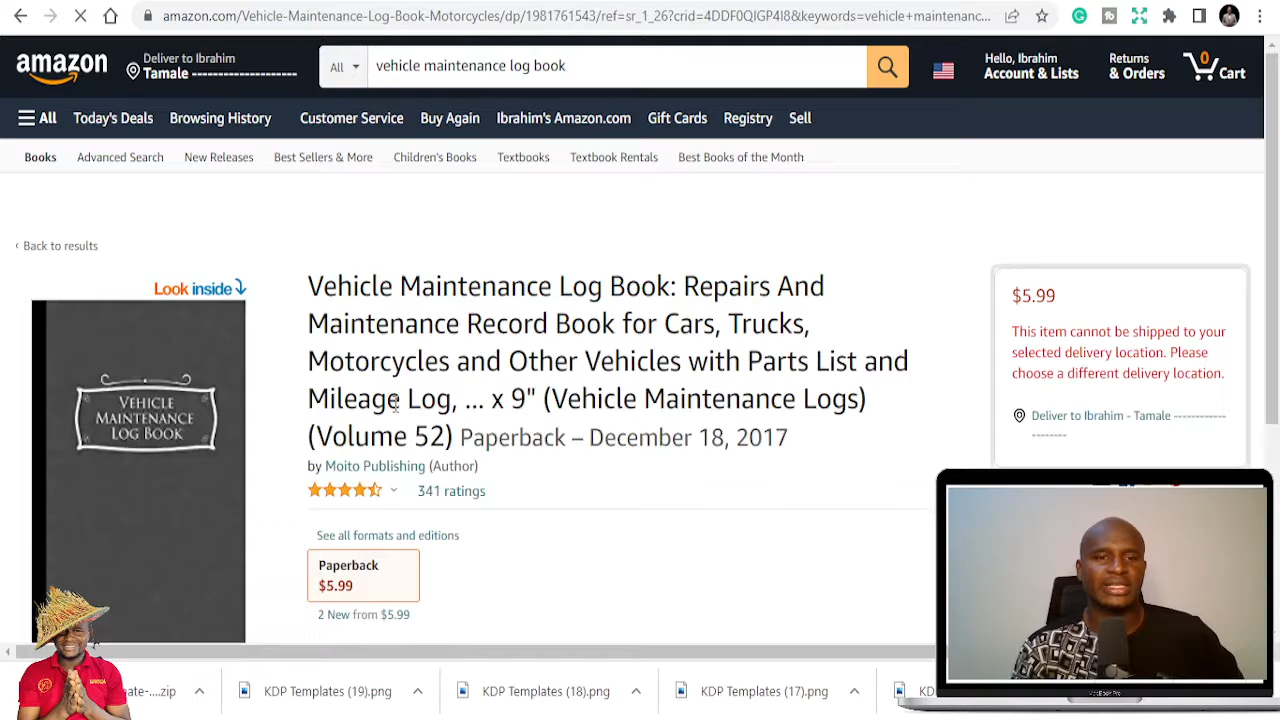 amazon.com/Vehicle-Maintenance-Log-Book-Motorcycles/dp/1981761543/ref=sr_1_26?crid=4DDF0QIGP4I8&keywords=vehicle+maintenanc...
amazon
Deliver to Ibrahim
Tamale ------------------
All
vehicle maintenance log book
Hello, Ibrahim
Account & Lists
Returns
& Orders
0
Cart
All
Today's Deals
Browsing History
Customer Service
Buy Again
Ibrahim's Amazon.com
Gift Cards
Registry
Sell
Books
Advanced Search
New Releases
Best Sellers & More
Children's Books
Textbooks
Textbook Rentals
Best Books of the Month
‹ Back to results
Look inside
VEHICLE
MAINTENANCE
LOG BOOK
Vehicle Maintenance Log Book: Repairs And
Maintenance Record Book for Cars, Trucks,
Motorcycles and Other Vehicles with Parts List and
Mileage Log, ... x 9" (Vehicle Maintenance Logs)
(Volume 52) Paperback – December 18, 2017
by Moito Publishing (Author)
341 ratings
See all formats and editions
Paperback
$5.99
2 New from $5.99
$5.99
This item cannot be shipped to your
selected delivery location. Please
choose a different delivery location.
Deliver to Ibrahim - Tamale ------------
---------
MacBook Pro
mate-....zip
KDP Templates (19).png
KDP Templates (18).png
KDP Templates (17).png
KD